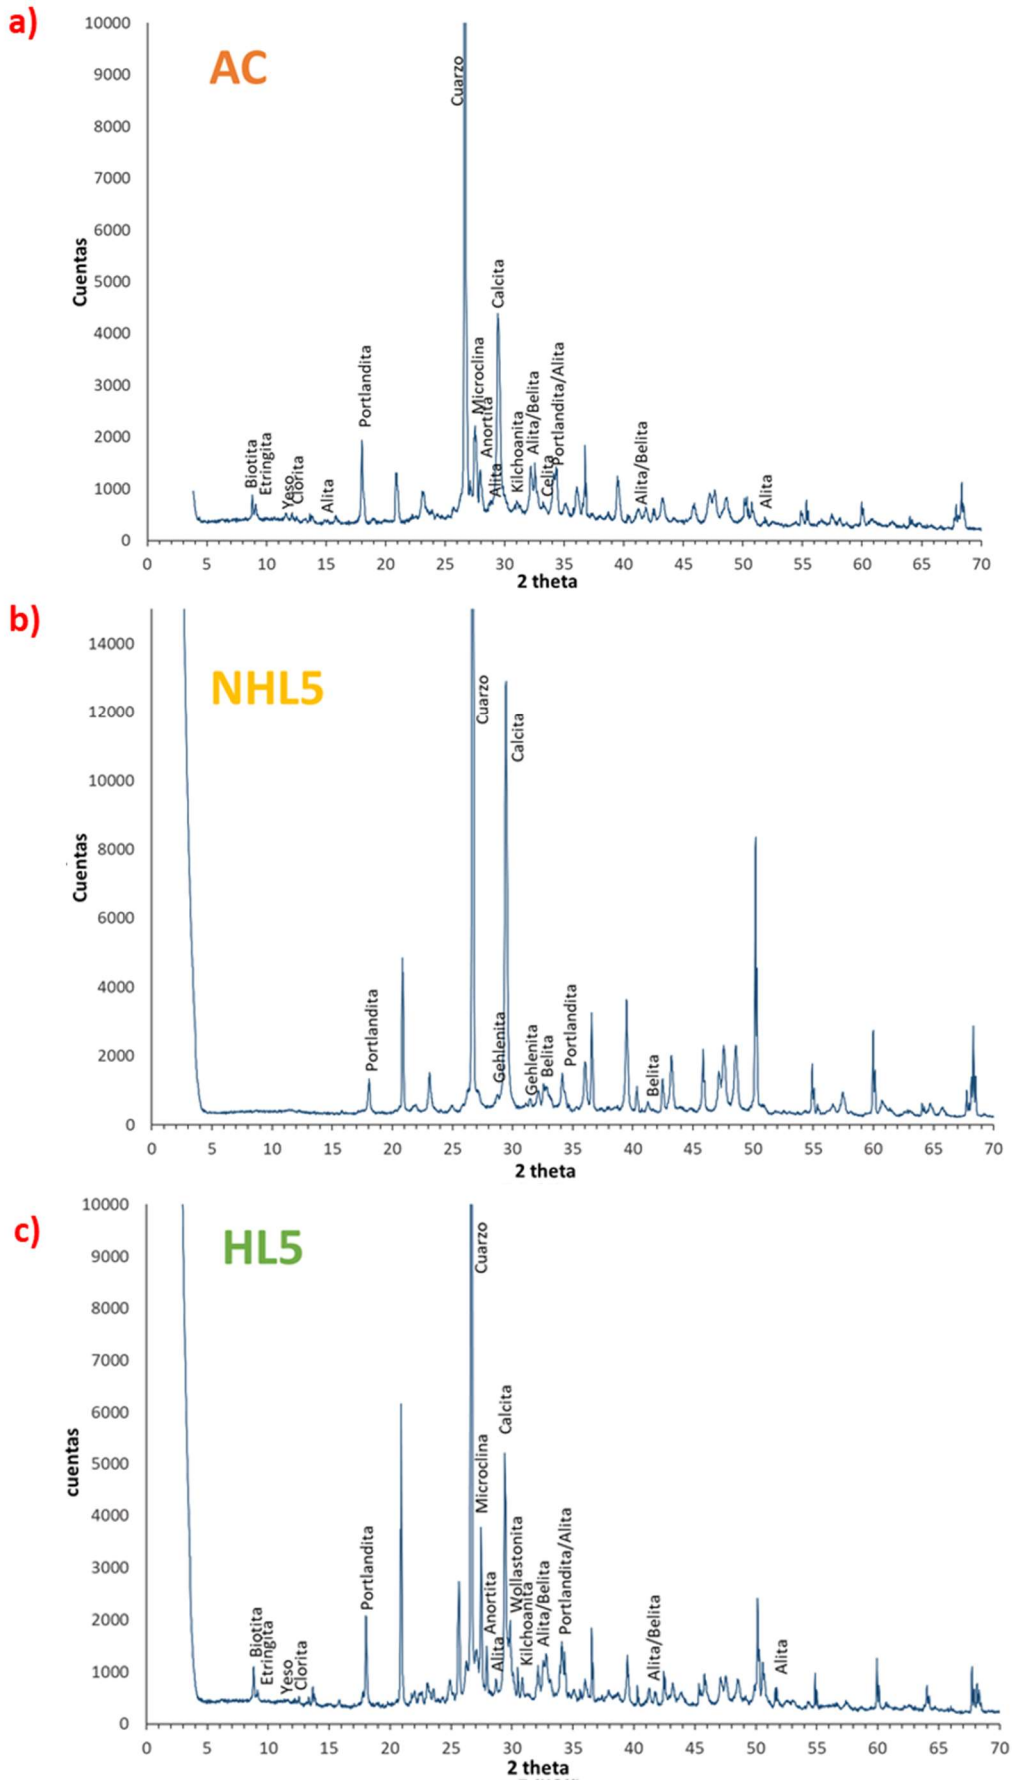 a)
AC
10000
9000
8000
7000
6000
5000
4000
3000
2000
1000
0
Cuentas
Biotita
Etringita
Yeso
Clorita
Alita
Portlandita
Cuarzo
Microclina
Anortita
Alita
Calcita
Kilchoanita
Alita/Belita
Celita
Portlandita/Alita
Alita/Belita
Alita
0 5 10 15 20 25 30 35 40 45 50 55 60 65 70
2 theta
b)
NHL5
14000
12000
10000
8000
6000
4000
2000
0
Cuentas
Portlandita
Cuarzo
Gehlenita
Calcita
Gehlenita
Belita
Portlandita
Belita
0 5 10 15 20 25 30 35 40 45 50 55 60 65 70
2 theta
c)
HL5
10000
9000
8000
7000
6000
5000
4000
3000
2000
1000
0
cuentas
Biotita
Etringita
Yeso
Clorita
Portlandita
Cuarzo
Microclina
Anortita
Alita
Calcita
Wollastonita
Kilchoanita
Alita/Belita
Portlandita/Alita
Alita/Belita
Alita
0 5 10 15 20 25 30 35 40 45 50 55 60 65 70
2 theta